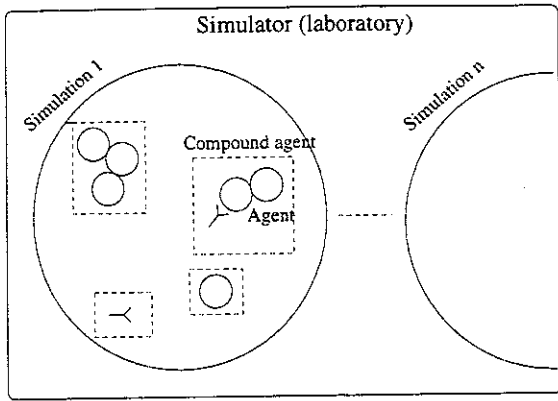 Simulator (laboratory)
Simulation 1
Simulation n
Compound agent
Agent